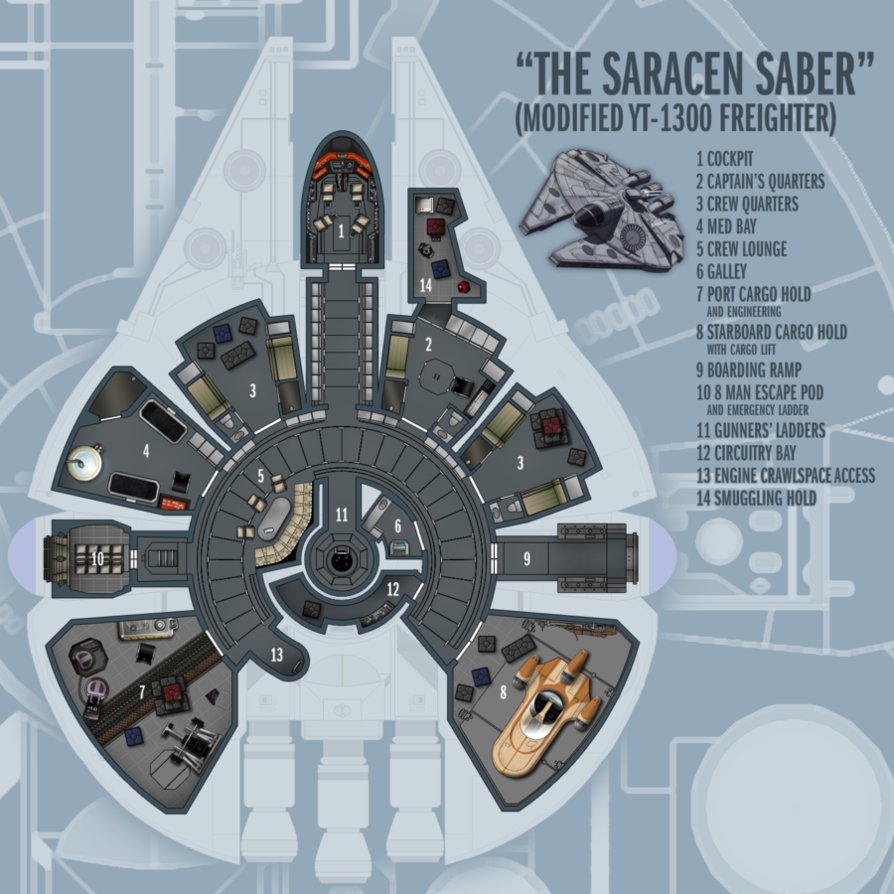 “THE SARACEN SABER”
(MODIFIED YT-1300 FREIGHTER)
1 COCKPIT
2 CAPTAIN'S QUARTERS
3 CREW QUARTERS
4 MED BAY
5 CREW LOUNGE
6 GALLEY
7 PORT CARGO HOLD
AND ENGINEERING
8 STARBOARD CARGO HOLD
WITH CARGO LIFT
9 BOARDING RAMP
10 8 MAN ESCAPE POD
AND EMERGENCY LADDER
11 GUNNERS' LADDERS
12 CIRCUITRY BAY
13 ENGINE CRAWLSPACE ACCESS
14 SMUGGLING HOLD
1
14
2
3
4
3
5
11
6
10
9
12
13
7
8